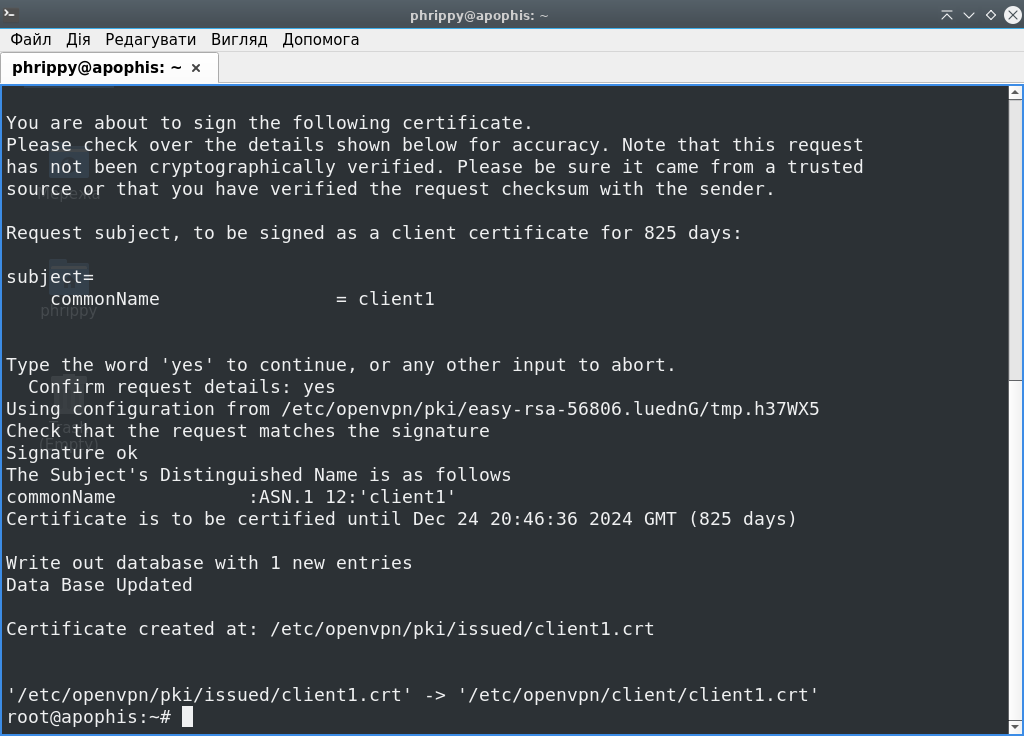 phrippy@apophis: ~
Файл Дія Редагувати Вигляд Допомога
phrippy@apophis: ~
You are about to sign the following certificate.
Please check over the details shown below for accuracy. Note that this request
has not been cryptographically verified. Please be sure it came from a trusted
source or that you have verified the request checksum with the sender.
Мережа
Request subject, to be signed as a client certificate for 825 days:
subject=
    commonName                = client1
phrippy
Type the word 'yes' to continue, or any other input to abort.
  Confirm request details: yes
Using configuration from /etc/openvpn/pki/easy-rsa-56806.luednG/tmp.h37WX5
Check that the request matches the signature
Trash
(Empty)
Signature ok
The Subject's Distinguished Name is as follows
commonName            :ASN.1 12:'client1'
Certificate is to be certified until Dec 24 20:46:36 2024 GMT (825 days)
Write out database with 1 new entries
Data Base Updated
Certificate created at: /etc/openvpn/pki/issued/client1.crt
'/etc/openvpn/pki/issued/client1.crt' -> '/etc/openvpn/client/client1.crt'
root@apophis:~#